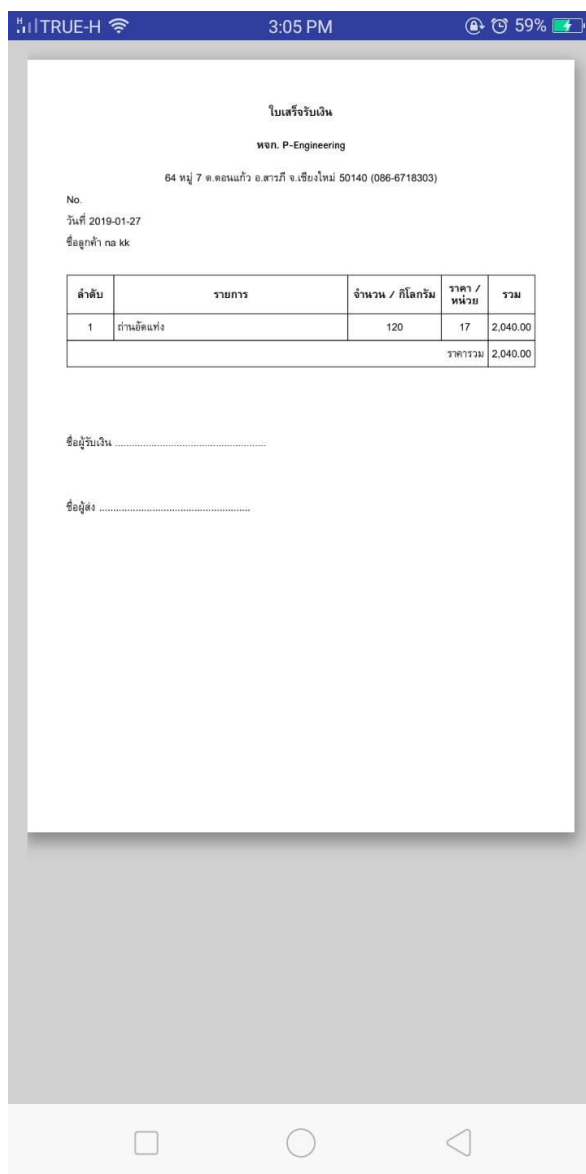 TRUE-H 3:05 PM 59%
ใบเสร็จรับเงิน
หจก. P-Engineering
64 หมู่ 7 ต.ดอนแก้ว อ.สารภี จ.เชียงใหม่ 50140 (086-6718303)
No.
วันที่ 2019-01-27
ชื่อลูกค้า na kk
ลำดับ รายการ จำนวน / กิโลกรัม ราคา / หน่วย รวม
1 ถ่านอัดแท่ง 120 17 2,040.00
ราคารวม 2,040.00
ชื่อผู้รับเงิน ......................................................
ชื่อผู้ส่ง ......................................................